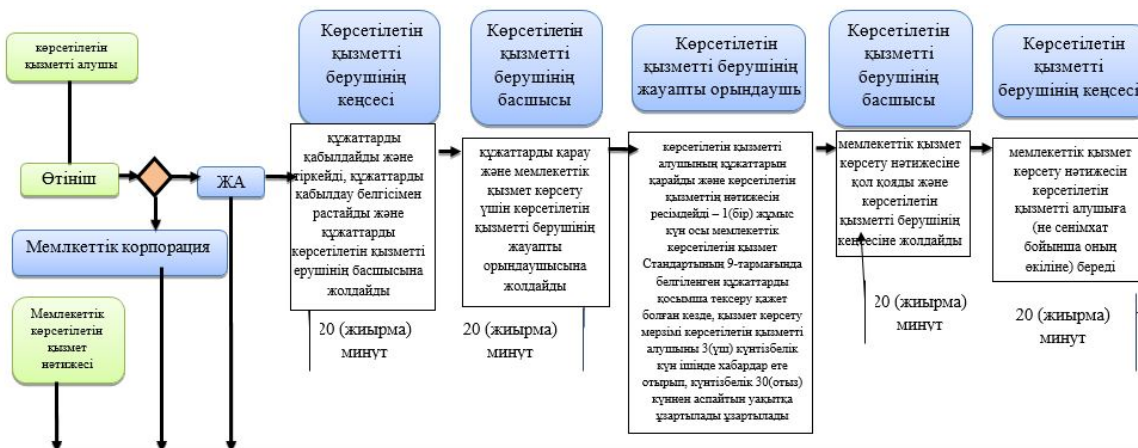 көрсетілетін
қызметті алушы
Өтініш
ЖА
Мемлкеттік корпорация
Мемлекеттік
көрсетілетін
қызмет
нәтижесі
Көрсетілетін
қызметті
берушінің
кеңсесі
құжаттарды
қабылдайды және
тіркейді, құжаттарды
қабылдау белгісімен
растайды және
құжаттарды
көрсетілетін қызметті
ерушінің басшысына
жолдайды
20 (жиырма)
минут
Көрсетілетін
қызметті
берушінің
басшысы
құжаттарды қарау
және мемлекеттік
қызмет көрсету
үшін көрсетілетін
қызметті берушінің
жауапты
орындаушысына
жолдайды
20 (жиырма)
минут
Көрсетілетін
қызметті берушінің
жауапты орындаушь
көрсетілетін қызметті
алушының құжаттарын
қарайды және көрсетілетін
қызметтің нәтижесін
ресімдейді – 1(бір) жұмыс
күн осы мемлекеттік
көрсетілетін қызмет
Стандартының 9-тармағында
белгіленген құжаттарды
қосымша тексеру қажет
болған кезде, қызмет көрсету
мерзімі көрсетілетін қызметті
алушыны 3(үш) күнтізбелік
күн ішінде хабардар ете
отырып, күнтізбелік 30(отыз)
күннен аспайтын уақытқа
ұзартылады ұзартылады
Көрсетілетін
қызметті
берушінің
басшысы
мемлекеттік қызмет
көрсету нәтижесіне
қол қояды және
көрсетілетін
қызметті берушінің
кеңсесіне жолдайды
20 (жиырма)
минут
Көрсетілетін
қызметті
берушінің кеңсесі
мемлекеттік қызмет
көрсету нәтижесін
көрсетілетін
қызметті алушыға
(не сенімхат
бойынша оның
өкіліне) береді
20 (жиырма)
минут